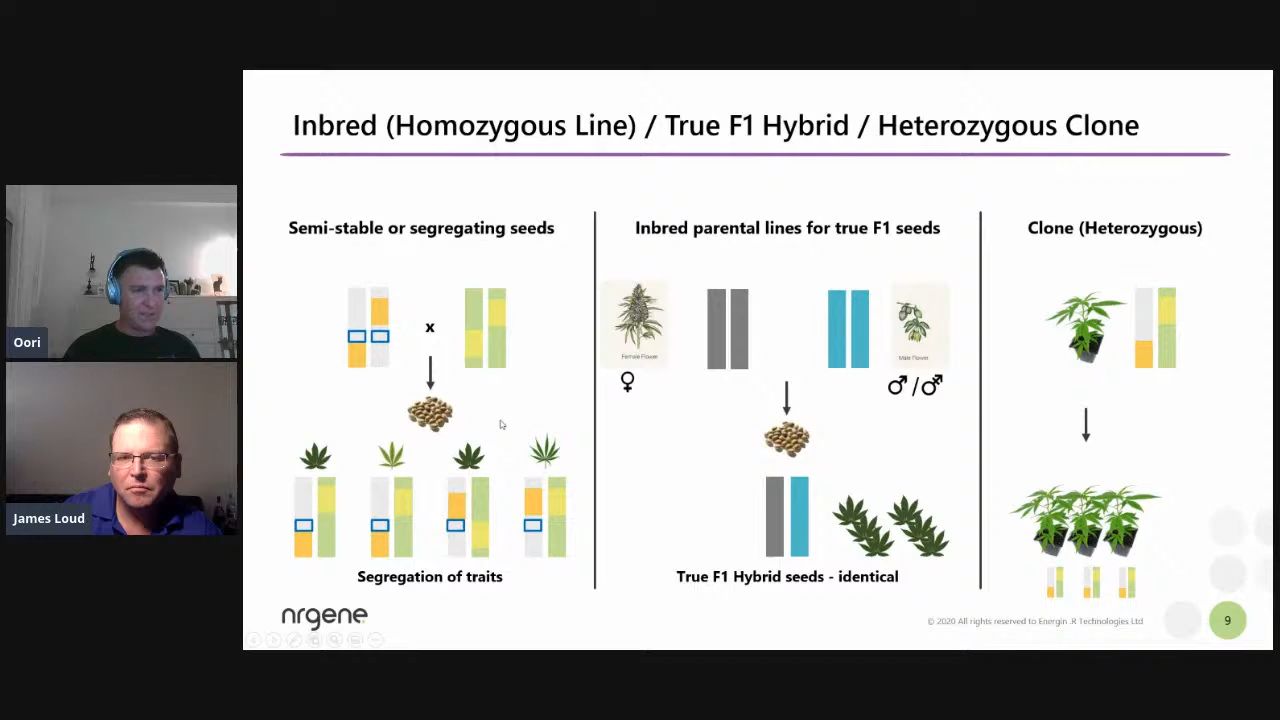 Inbred (Homozygous Line) / True F1 Hybrid / Heterozygous Clone
Semi-stable or segregating seeds
x
Segregation of traits
Inbred parental lines for true F1 seeds
Female Flower
Male Flower
♀
♂/⚥
True F1 Hybrid seeds - identical
Clone (Heterozygous)
nrgene
© 2020 All rights reserved to Energin .R Technologies Ltd
9
Oori
James Loud